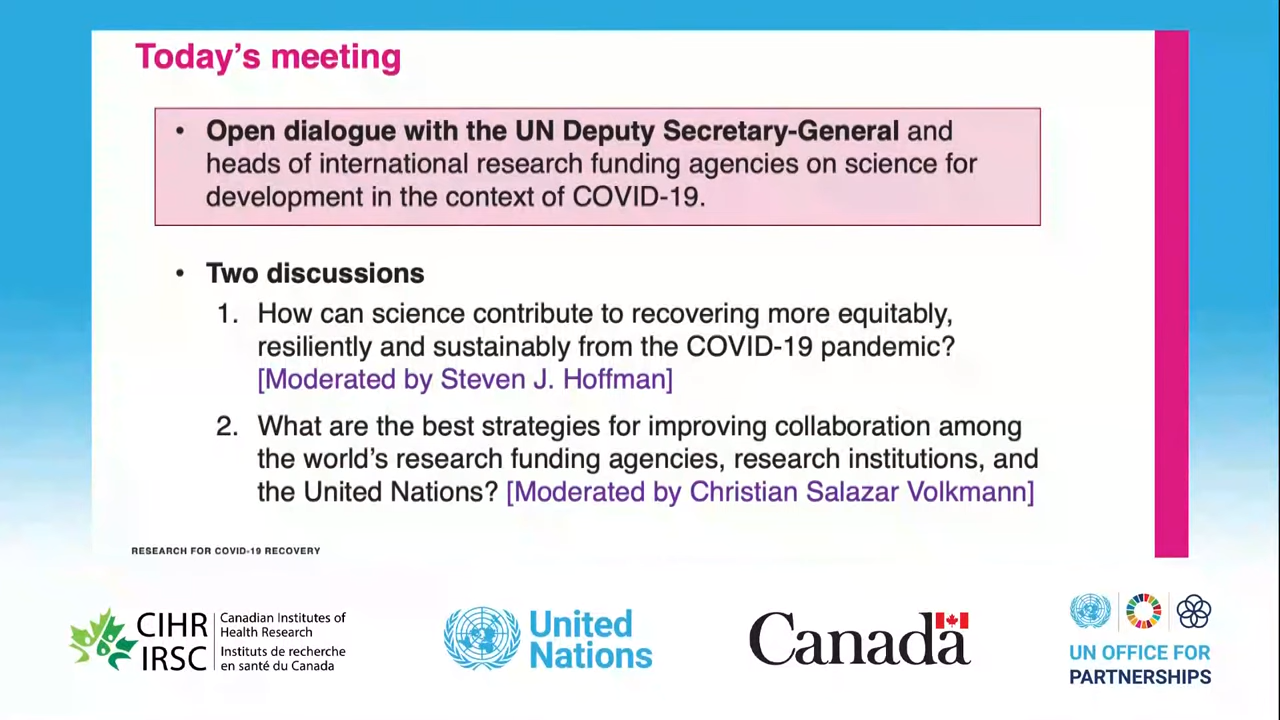 Today's meeting
• Open dialogue with the UN Deputy Secretary-General and
heads of international research funding agencies on science for
development in the context of COVID-19.
• Two discussions
1. How can science contribute to recovering more equitably,
resiliently and sustainably from the COVID-19 pandemic?
[Moderated by Steven J. Hoffman]
2. What are the best strategies for improving collaboration among
the world's research funding agencies, research institutions, and
the United Nations? [Moderated by Christian Salazar Volkmann]
RESEARCH FOR COVID-19 RECOVERY
CIHR
IRSC
Canadian Institutes of
Health Research
Instituts de recherche
en santé du Canada
United
Nations
Canada
UN OFFICE FOR
PARTNERSHIPS